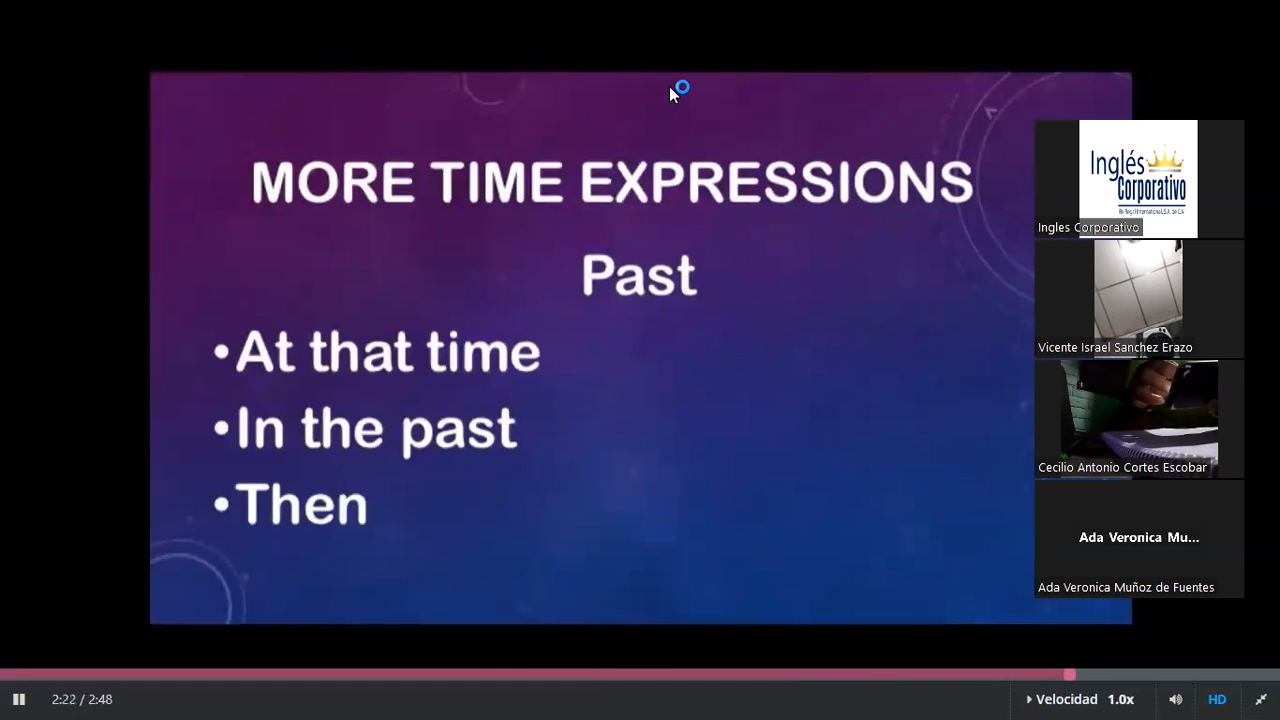 MORE TIME EXPRESSIONS
Past
•At that time
•In the past
•Then
Inglés
Corporativo
Ingles Corporativo
Vicente Israel Sanchez Erazo
Cecilio Antonio Cortes Escobar
Ada Veronica Mu...
Ada Veronica Muñoz de Fuentes
2:22 / 2:48
Velocidad 1.0x
HD